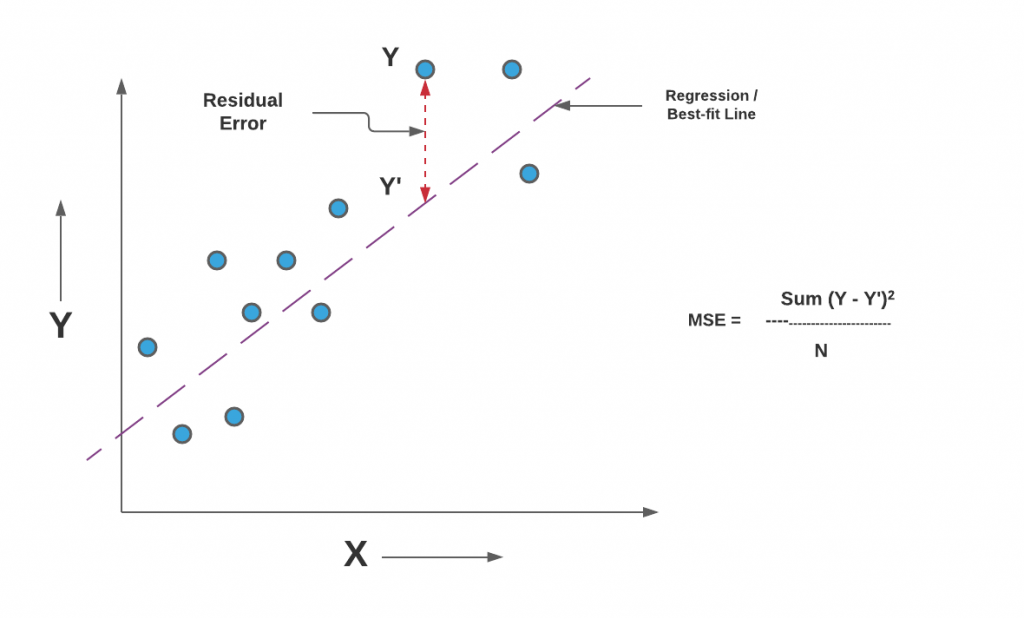 Y
Residual
Error
Regression /
Best-fit Line
Y'
Y
Sum (Y - Y')²
MSE = ----------------------------
N
X